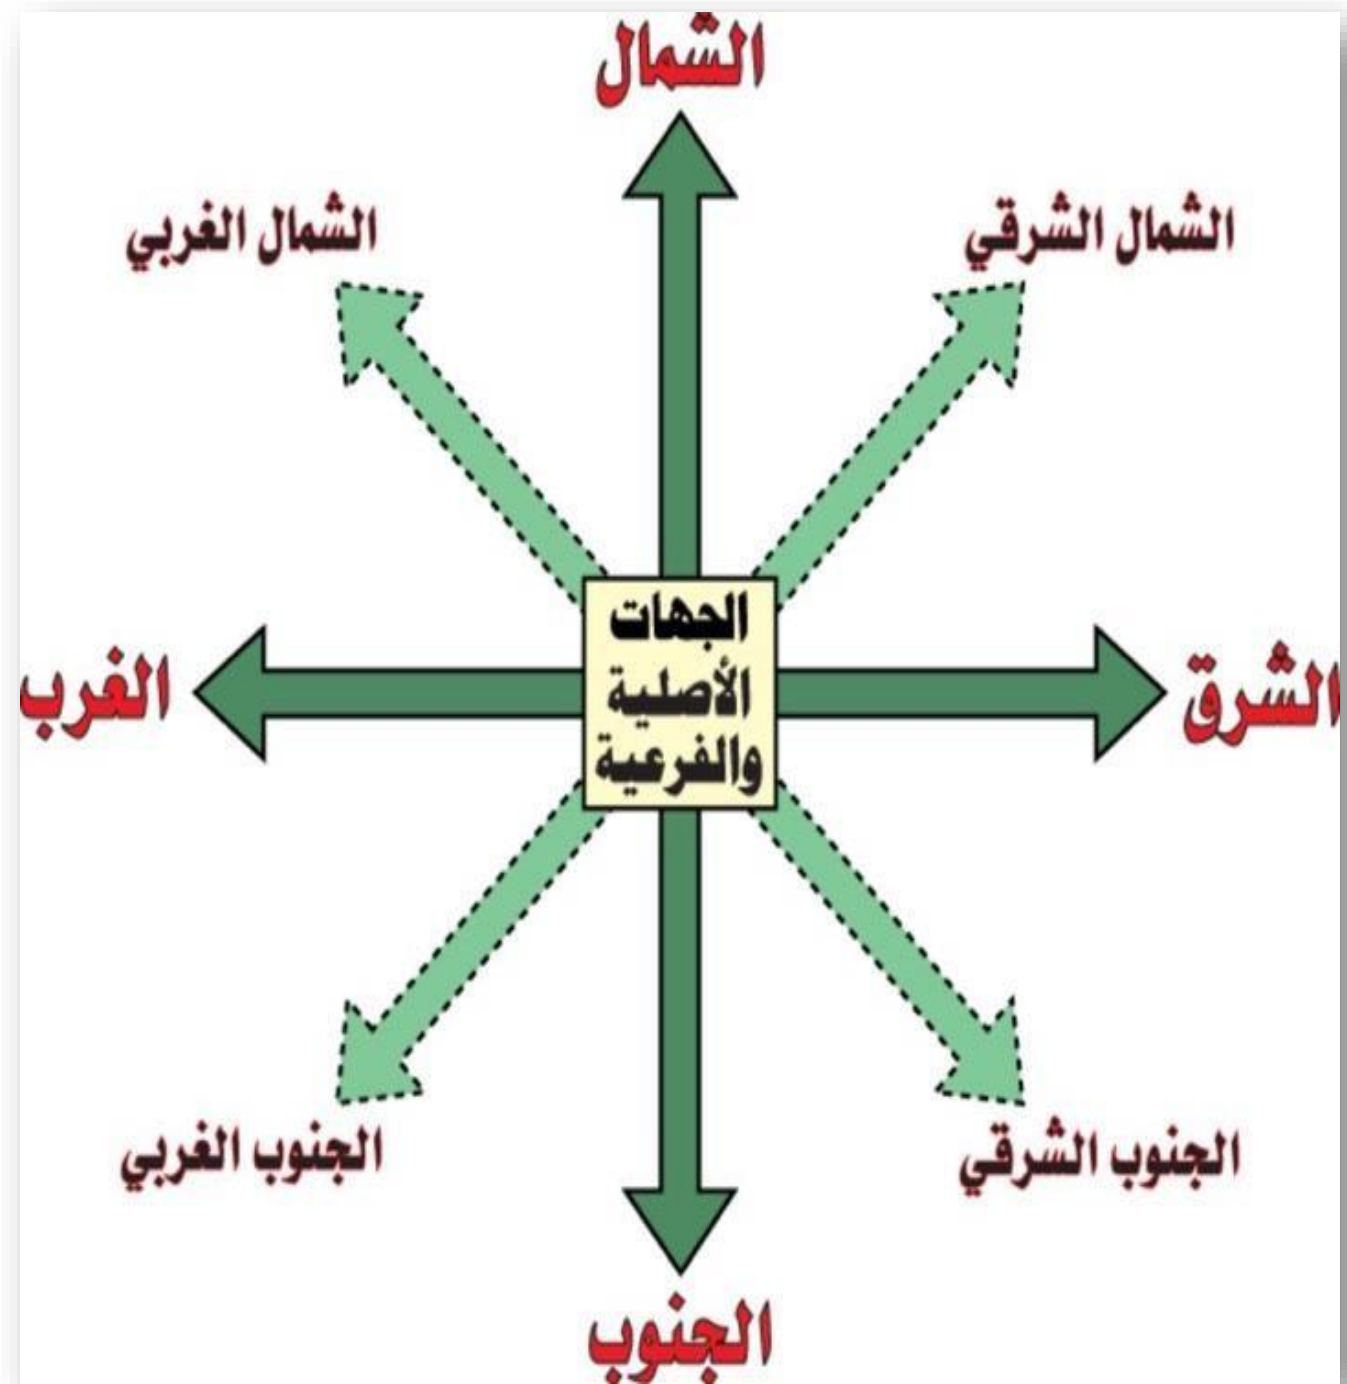 الشمال
الشمال الشرقي
الشمال الغربي
الجهات
الأصلية
والفرعية
الشرق
الغرب
الجنوب الشرقي
الجنوب الغربي
الجنوب